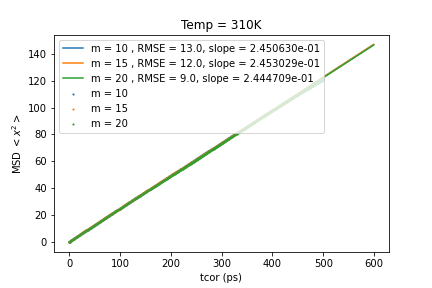 Temp = 310K
m = 10 , RMSE = 13.0, slope = 2.450630e-01
m = 15 , RMSE = 12.0, slope = 2.453029e-01
m = 20 , RMSE = 9.0, slope = 2.444709e-01
m = 10
m = 15
m = 20
MSD < x² >
140
120
100
80
60
40
20
0
0 100 200 300 400 500 600
tcor (ps)